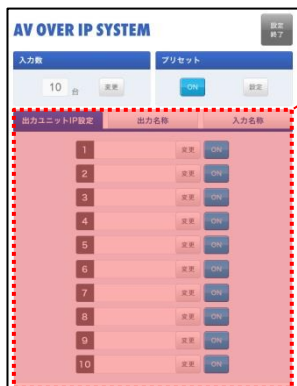 AV OVER IP SYSTEM
設定
終了
入力数
プリセット
10 台 変更
ON 設定
出力ユニットIP設定 出力名称 入力名称
1 変更 ON
2 変更 ON
3 変更 ON
4 変更 ON
5 変更 ON
6 変更 ON
7 変更 ON
8 変更 ON
9 変更 ON
10 変更 ON